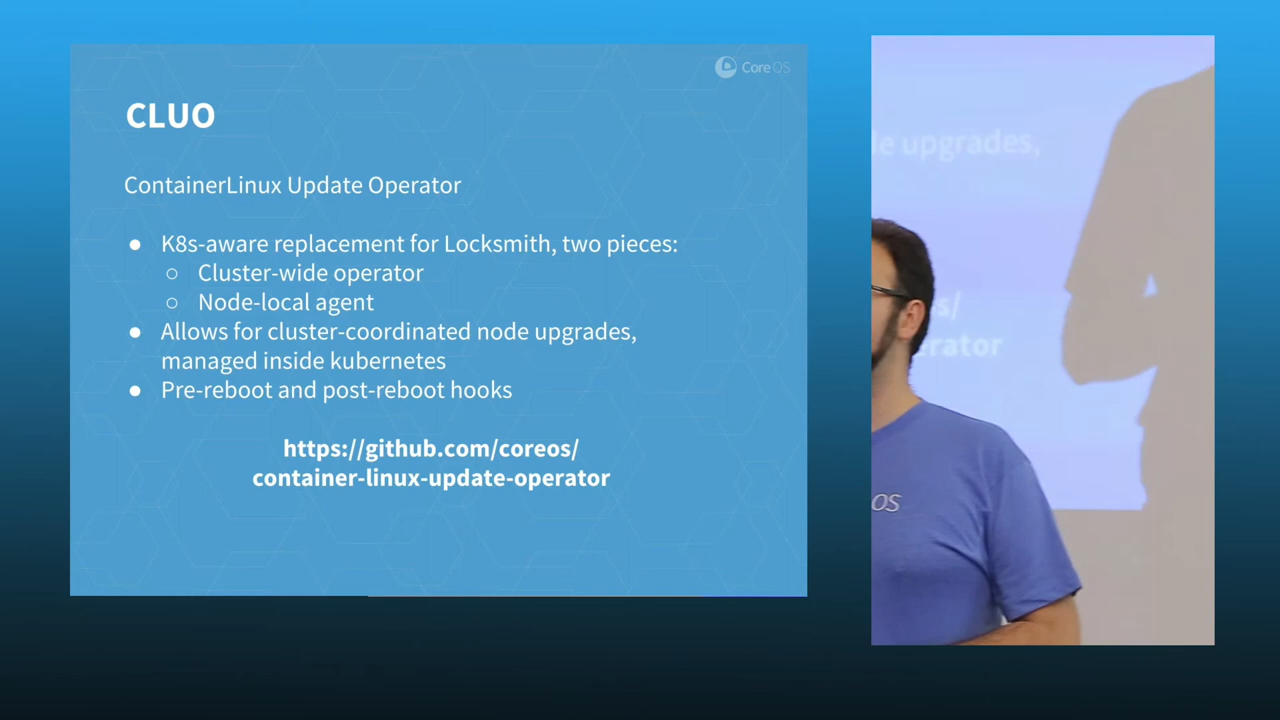 CoreOS
CLUO
ContainerLinux Update Operator
● K8s-aware replacement for Locksmith, two pieces:
○ Cluster-wide operator
○ Node-local agent
● Allows for cluster-coordinated node upgrades,
managed inside kubernetes
● Pre-reboot and post-reboot hooks
https://github.com/coreos/
container-linux-update-operator
le upgrades,
s/
erator
OS